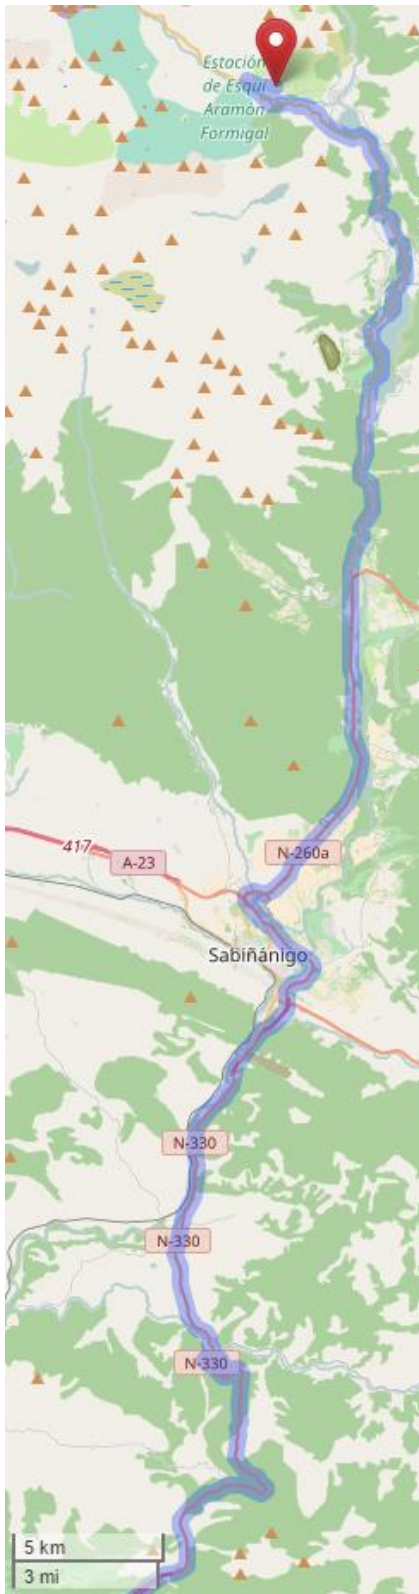 Estación
de Esquí
Aramón
Formigal
N-260a
417
A-23
Sabiñánigo
N-330
N-330
N-330
5 km
3 mi